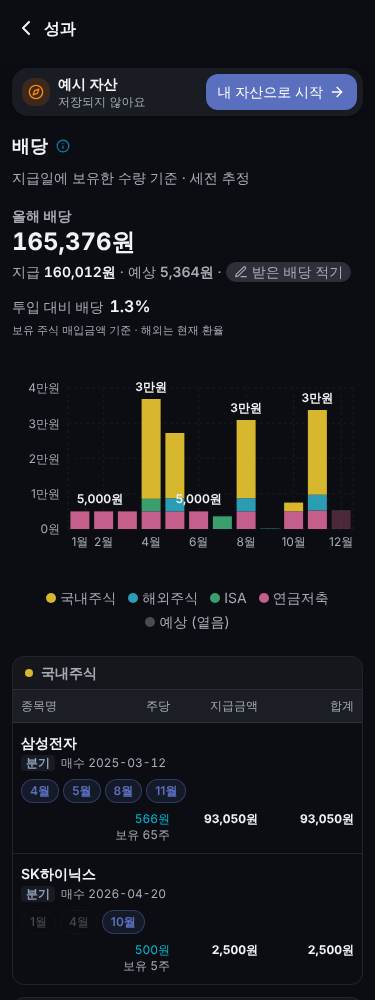 성과
예시 자산
저장되지 않아요
내 자산으로 시작 →
배당
지급일에 보유한 수량 기준 · 세전 추정
올해 배당
165,376원
지급 160,012원 · 예상 5,364원 · 받은 배당 적기
투입 대비 배당 1.3%
보유 주식 매입금액 기준 · 해외는 현재 환율
4만원
3만원
2만원
1만원
0원
5,000원
3만원
5,000원
3만원
3만원
1월 2월 4월 6월 8월 10월 12월
국내주식 해외주식 ISA 연금저축
예상 (옅음)
국내주식
종목명 주당 지급금액 합계
삼성전자
분기 매수 2025-03-12
4월 5월 8월 11월
566원 93,050원 93,050원
보유 65주
SK하이닉스
분기 매수 2026-04-20
1월 4월 10월
500원 2,500원 2,500원
보유 5주